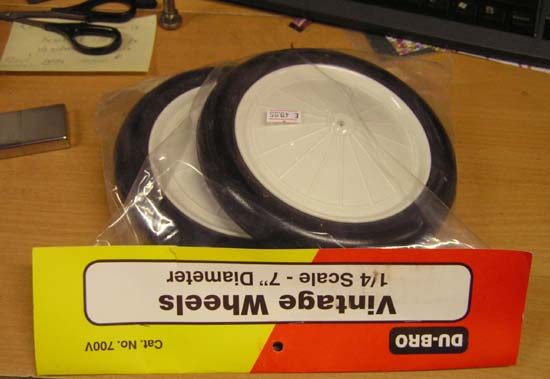 DU-BRO
Cat. No. 700V
Vintage Wheels
1/4 Scale - 7" Diameter